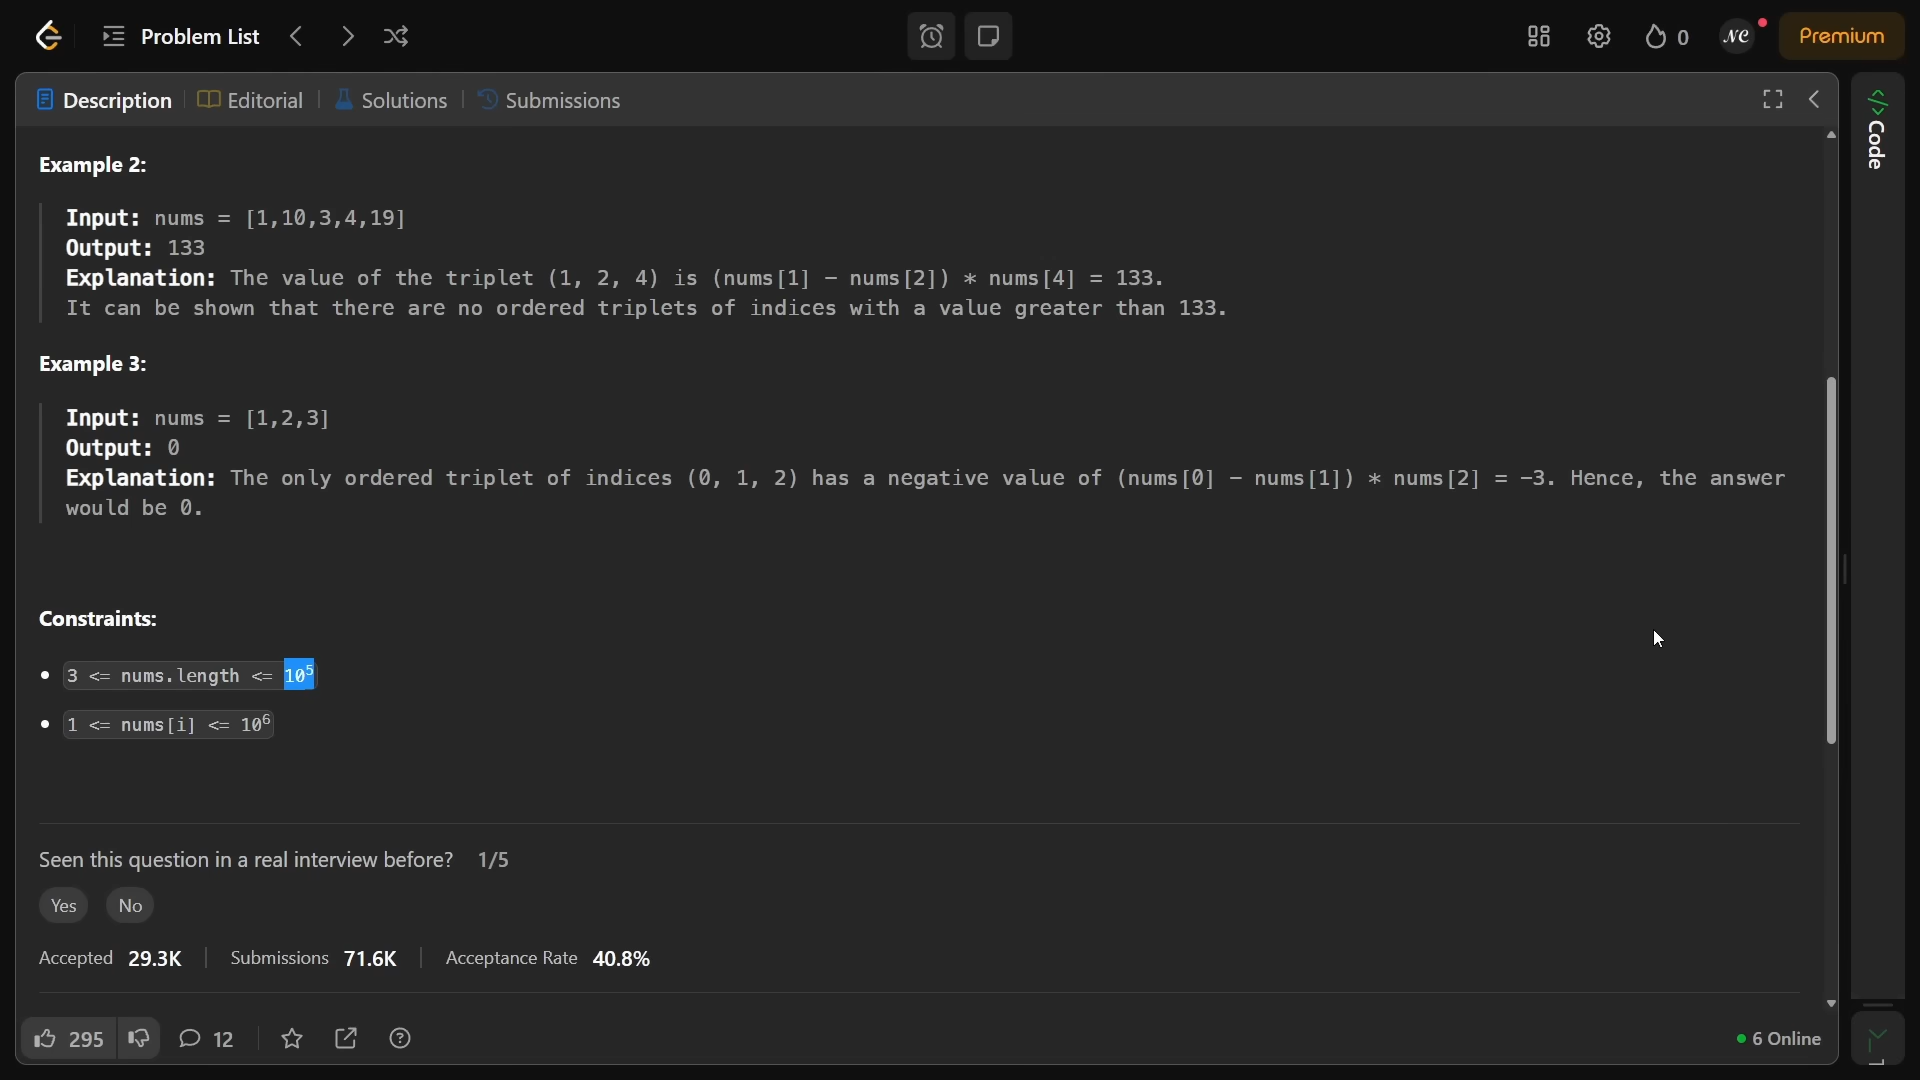 Problem List
0
NC
Premium
Description
Editorial
Solutions
Submissions
Code
Example 2:
Input: nums = [1,10,3,4,19]
Output: 133
Explanation: The value of the triplet (1, 2, 4) is (nums[1] - nums[2]) * nums[4] = 133.
It can be shown that there are no ordered triplets of indices with a value greater than 133.
Example 3:
Input: nums = [1,2,3]
Output: 0
Explanation: The only ordered triplet of indices (0, 1, 2) has a negative value of (nums[0] - nums[1]) * nums[2] = -3. Hence, the answer
would be 0.
Constraints:
• 3 <= nums.length <= 10⁵
• 1 <= nums[i] <= 10⁶
Seen this question in a real interview before? 1/5
Yes
No
Accepted 29.3K
Submissions 71.6K
Acceptance Rate 40.8%
295
12
6 Online